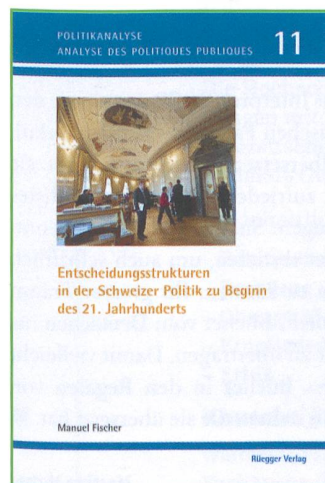 POLITIKANALYSE
ANALYSE DES POLITIQUES PUBLIQUES 11
Entscheidungsstrukturen
in der Schweizer Politik zu Beginn
des 21. Jahrhunderts
Manuel Fischer
Rüegger Verlag